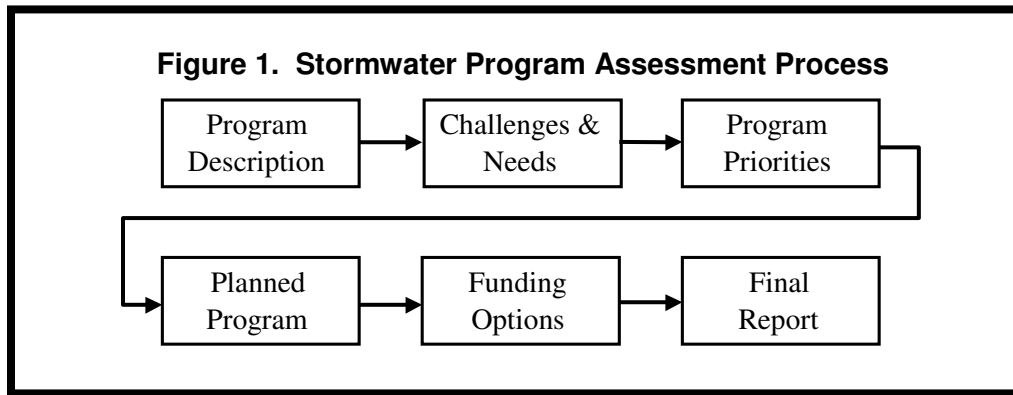 Figure 1. Stormwater Program Assessment Process
Program
Description
Challenges &
Needs
Program
Priorities
Planned
Program
Funding
Options
Final
Report